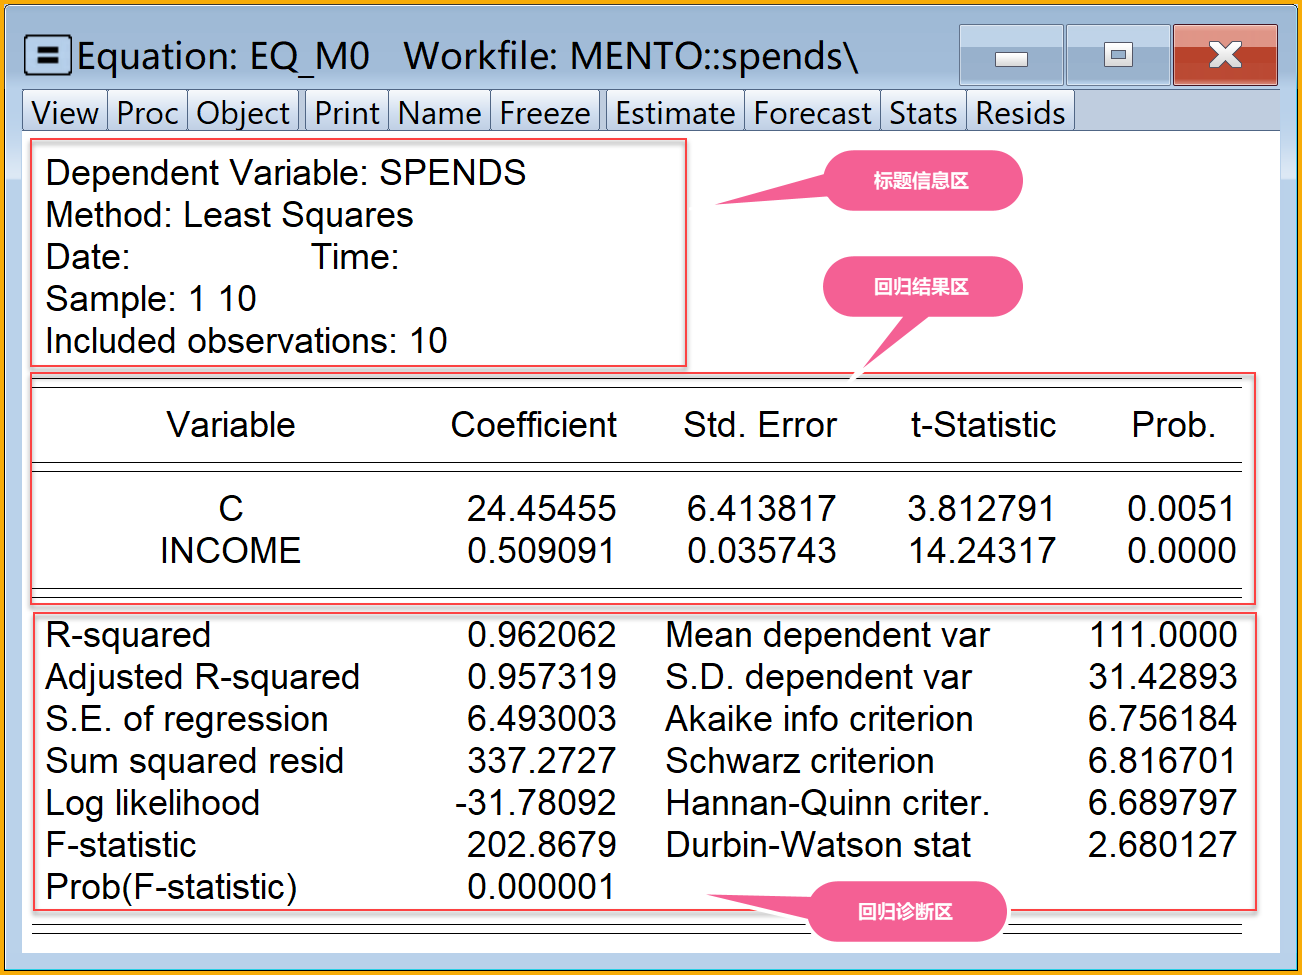 Equation: EQ_M0 Workfile: MENTO::spends\
View Proc Object Print Name Freeze Estimate Forecast Stats Resids
Dependent Variable: SPENDS
Method: Least Squares
Date: Time:
Sample: 1 10
Included observations: 10
标题信息区
回归结果区
Variable Coefficient Std. Error t-Statistic Prob.
C 24.45455 6.413817 3.812791 0.0051
INCOME 0.509091 0.035743 14.24317 0.0000
R-squared 0.962062 Mean dependent var 111.0000
Adjusted R-squared 0.957319 S.D. dependent var 31.42893
S.E. of regression 6.493003 Akaike info criterion 6.756184
Sum squared resid 337.2727 Schwarz criterion 6.816701
Log likelihood -31.78092 Hannan-Quinn criter. 6.689797
F-statistic 202.8679 Durbin-Watson stat 2.680127
Prob(F-statistic) 0.000001
回归诊断区